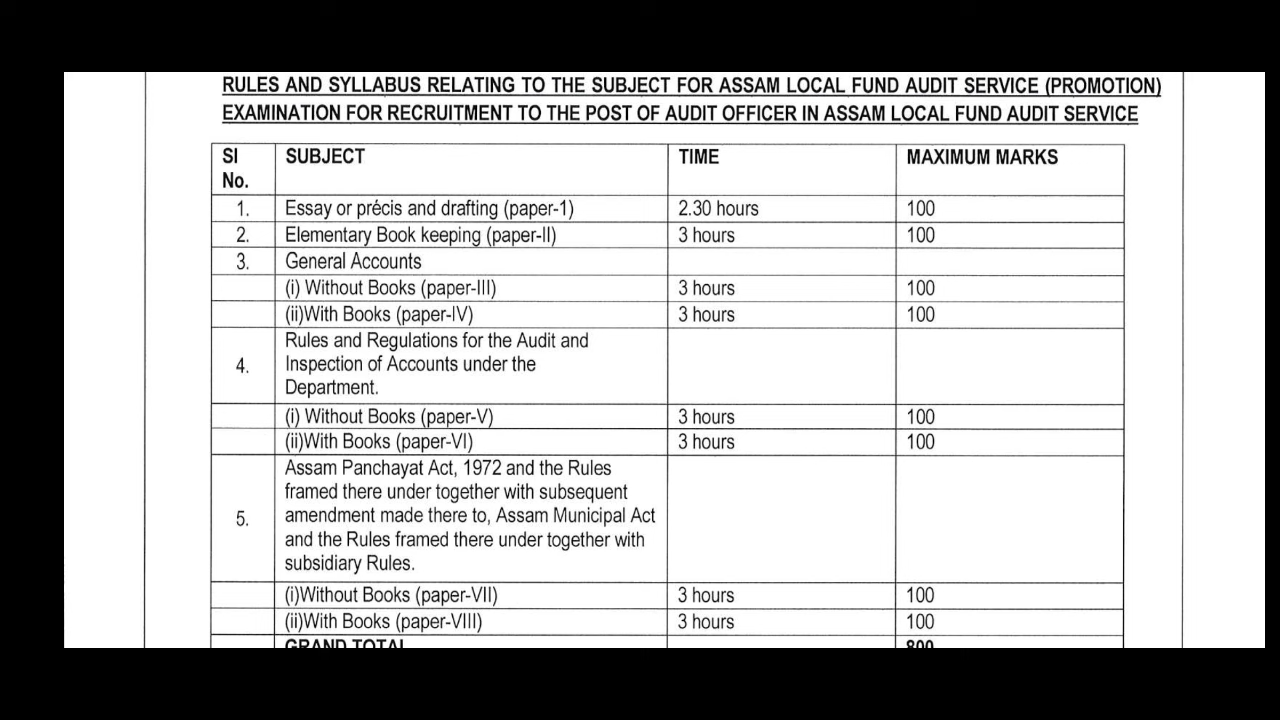 RULES AND SYLLABUS RELATING TO THE SUBJECT FOR ASSAM LOCAL FUND AUDIT SERVICE (PROMOTION)
EXAMINATION FOR RECRUITMENT TO THE POST OF AUDIT OFFICER IN ASSAM LOCAL FUND AUDIT SERVICE
Sl No. SUBJECT TIME MAXIMUM MARKS
1. Essay or précis and drafting (paper-1) 2.30 hours 100
2. Elementary Book keeping (paper-II) 3 hours 100
3. General Accounts
(i) Without Books (paper-III) 3 hours 100
(ii)With Books (paper-IV) 3 hours 100
4. Rules and Regulations for the Audit and
Inspection of Accounts under the
Department.
(i) Without Books (paper-V) 3 hours 100
(ii)With Books (paper-VI) 3 hours 100
5. Assam Panchayat Act, 1972 and the Rules
framed there under together with subsequent
amendment made there to, Assam Municipal Act
and the Rules framed there under together with
subsidiary Rules.
(i)Without Books (paper-VII) 3 hours 100
(ii)With Books (paper-VIII) 3 hours 100
GRAND TOTAL 800